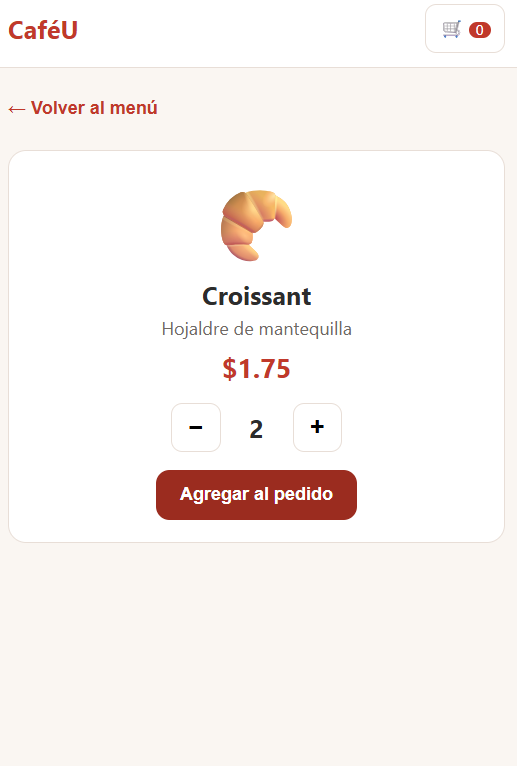 CaféU
🛒 0
← Volver al menú
Croissant
Hojaldre de mantequilla
$1.75
− 2 +
Agregar al pedido